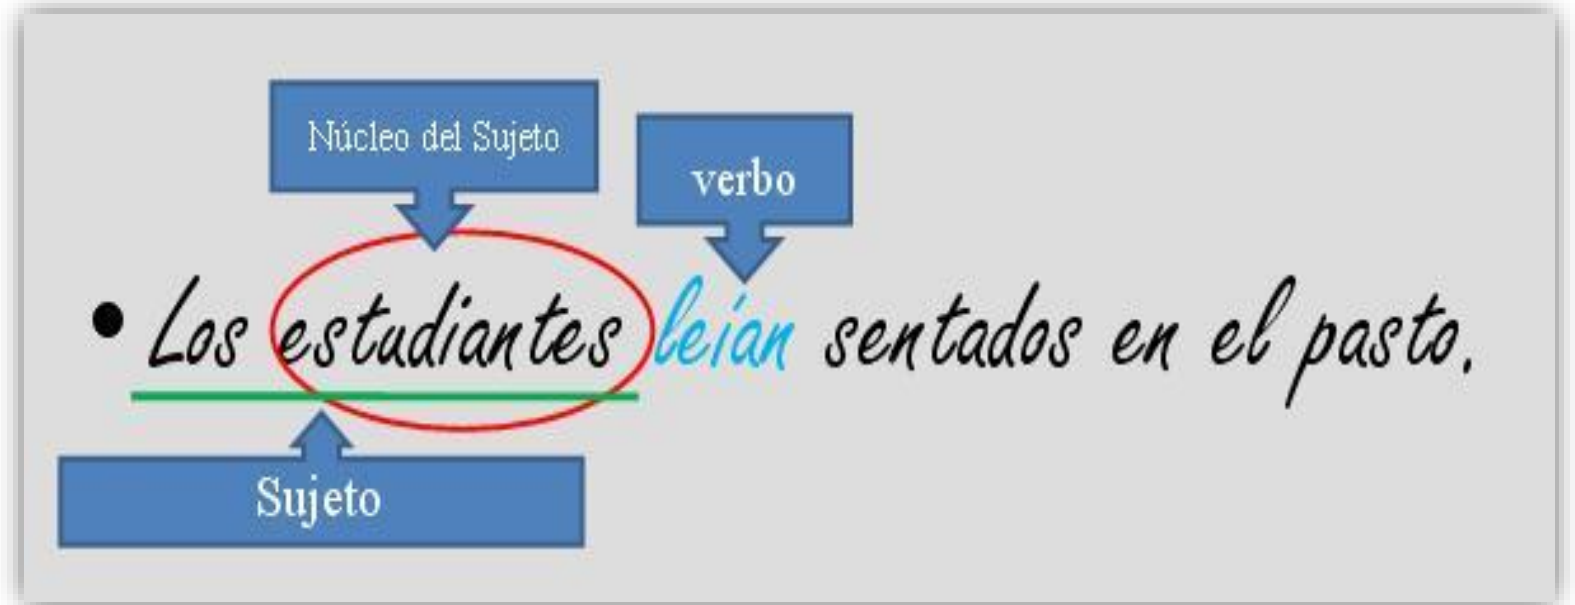 Núcleo del Sujeto
verbo
• Los estudiantes leían sentados en el pasto.
Sujeto